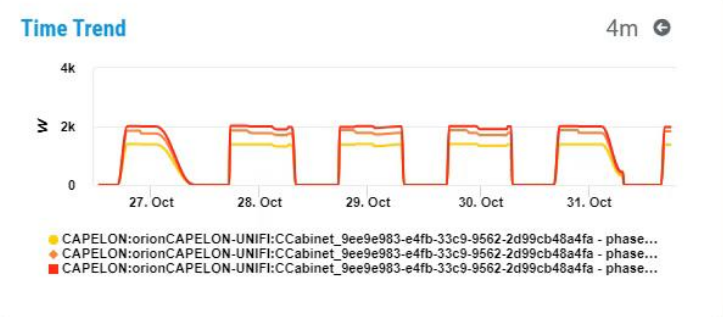 Time Trend
4m
4k
2k
0
W
27. Oct 28. Oct 29. Oct 30. Oct 31. Oct
CAPELON:orionCAPELON-UNIFI:CCabinet_9ee9e983-e4fb-33c9-9562-2d99cb48a4fa - phase...
CAPELON:orionCAPELON-UNIFI:CCabinet_9ee9e983-e4fb-33c9-9562-2d99cb48a4fa - phase...
CAPELON:orionCAPELON-UNIFI:CCabinet_9ee9e983-e4fb-33c9-9562-2d99cb48a4fa - phase...